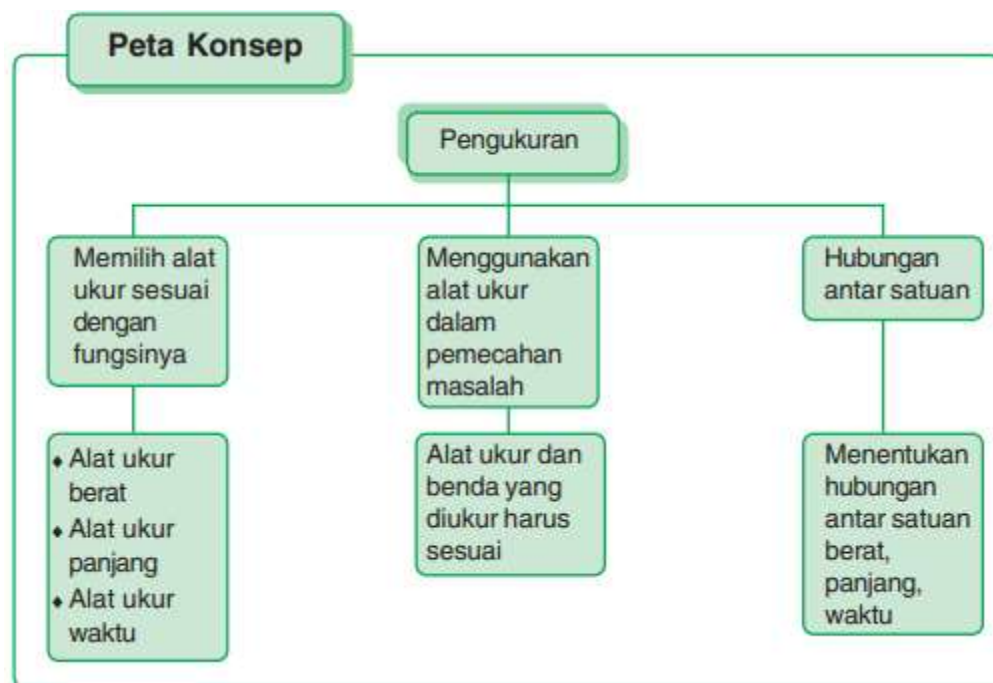 Peta Konsep
Pengukuran
Memilih alat
ukur sesuai
dengan
fungsinya
Menggunakan
alat ukur
dalam
pemecahan
masalah
Hubungan
antar satuan
♦ Alat ukur
berat
♦ Alat ukur
panjang
♦ Alat ukur
waktu
Alat ukur dan
benda yang
diukur harus
sesuai
Menentukan
hubungan
antar satuan
berat,
panjang,
waktu